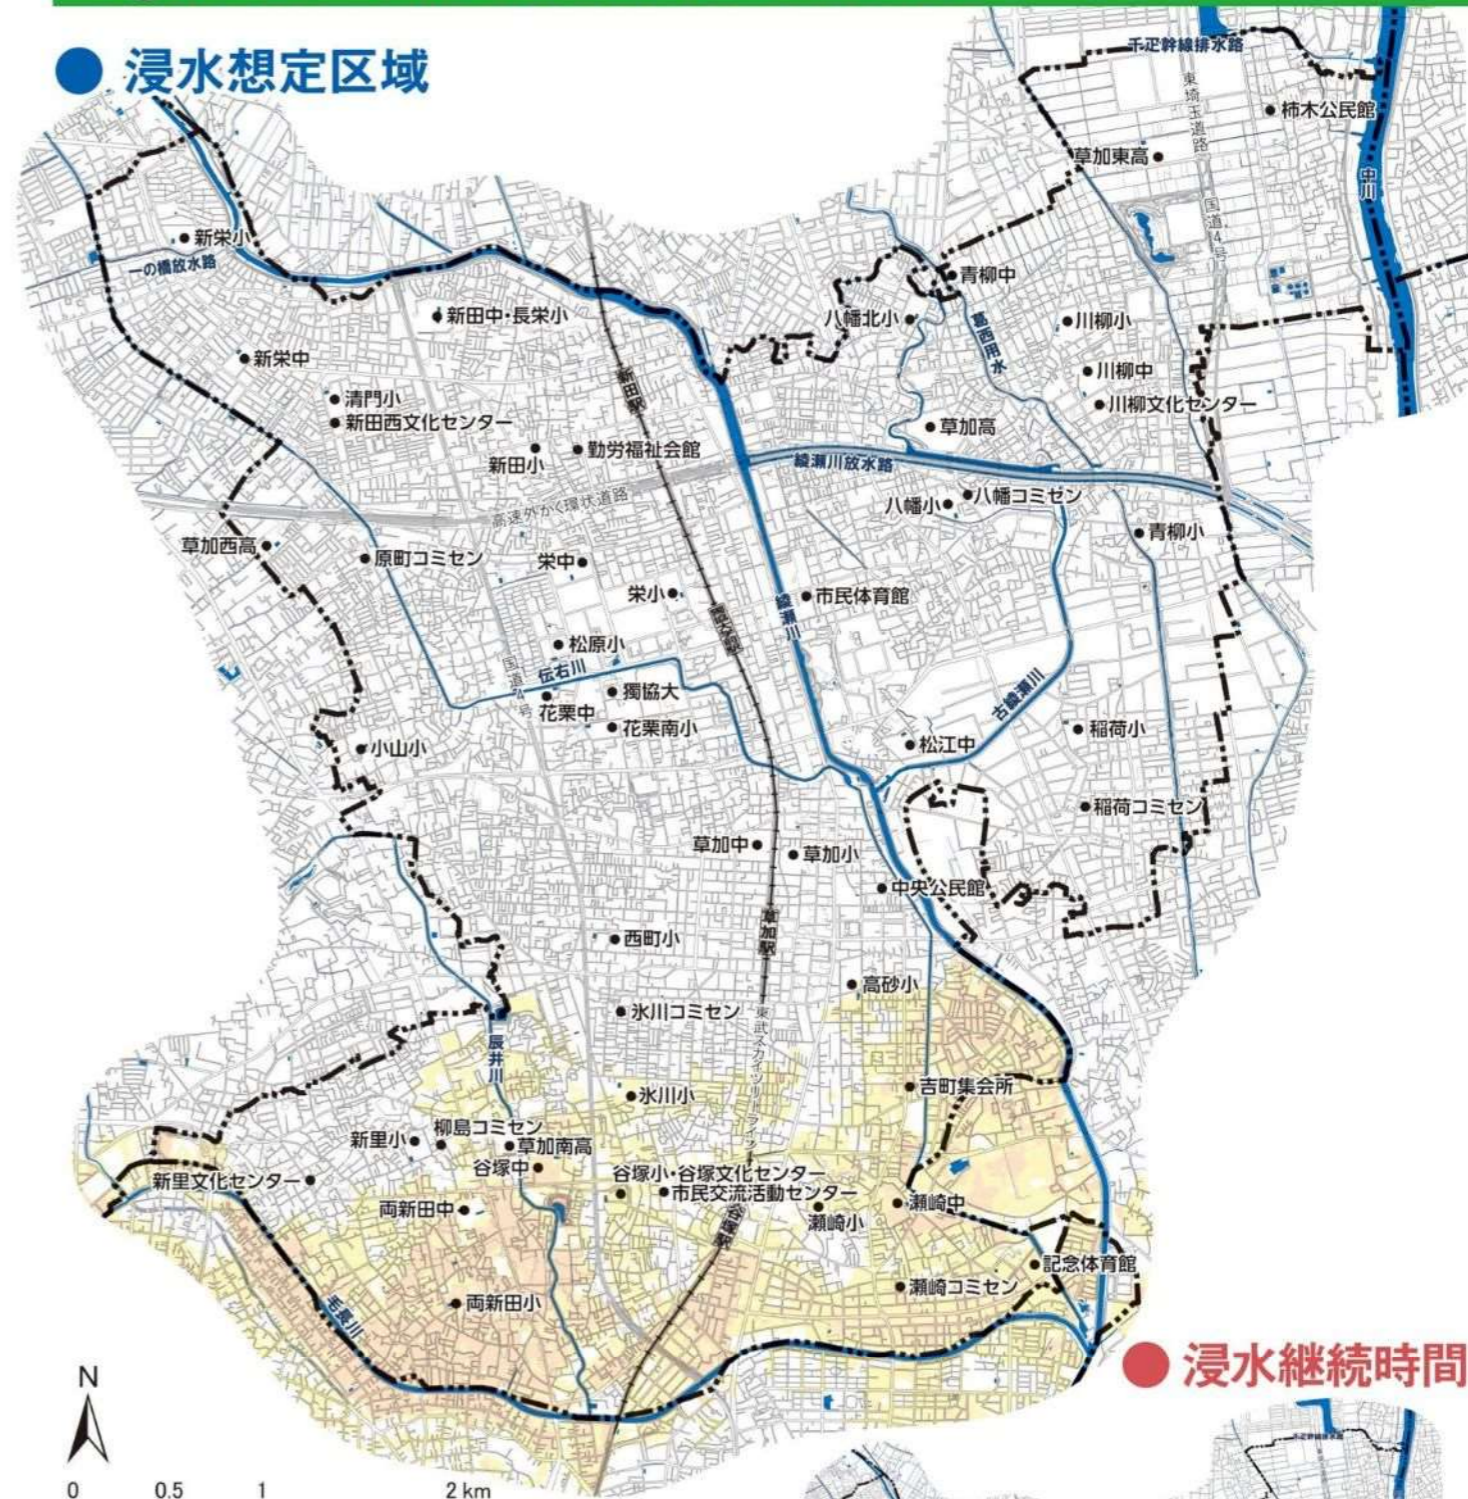 浸水想定区域
千疋幹線排水路
東埼玉道路
柿木公民館
草加東高
中川
国道4号
新栄小
一の橋放水路
青柳中
新田中・長栄小
八幡北小
葛西用水
川柳小
新栄中
新田駅
川柳中
清門小
川柳文化センター
新田西文化センター
草加高
新田小
勤労福祉会館
綾瀬川放水路
高速外かく環状道路
八幡小
八幡コミセン
草加西高
原町コミセン
栄中
青柳小
栄小
綾瀬川
市民体育館
松原小
国道4号
伝右川
獨協大
花栗中
花栗南小
古綾瀬川
小山小
松江中
稲荷小
稲荷コミセン
草加中
草加小
中央公民館
草加駅
西町小
高砂小
氷川コミセン
東武スカイツリーライン
辰井川
氷川小
吉町集会所
新里小
柳島コミセン
草加南高
谷塚中
谷塚小・谷塚文化センター
新里文化センター
市民交流活動センター
両新田中
瀬崎中
瀬崎小
谷塚駅
記念体育館
瀬崎コミセン
両新田小
毛長川
浸水継続時間
N
0 0.5 1 2 km
千疋幹線排水路